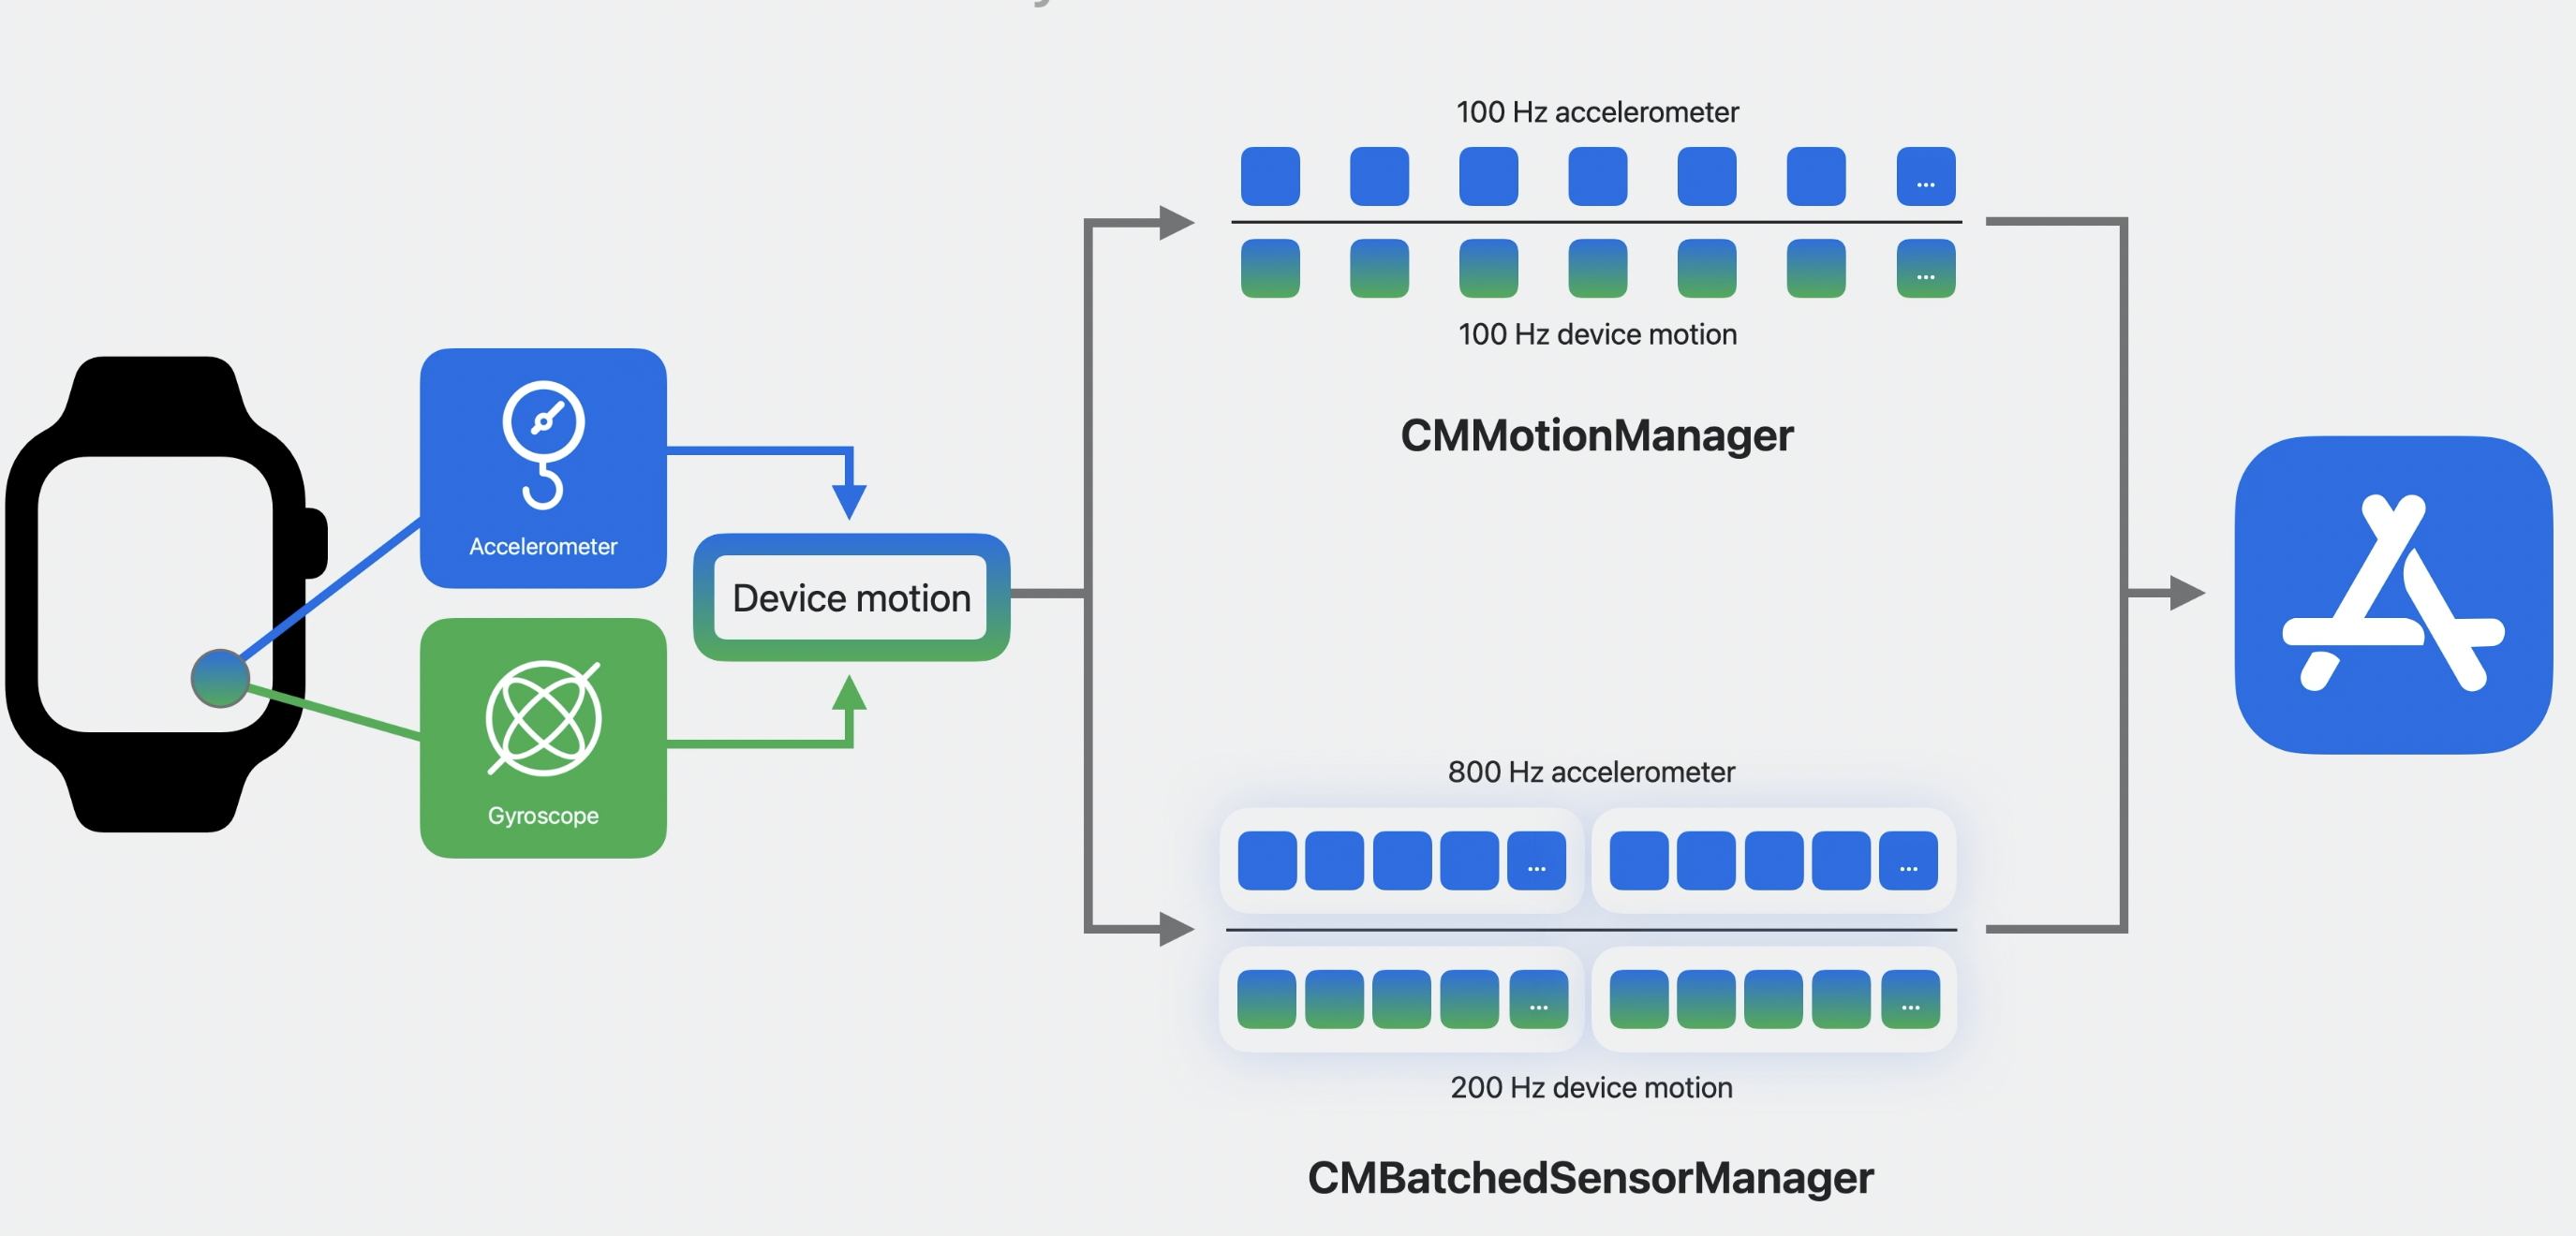 Accelerometer
Gyroscope
Device motion
100 Hz accelerometer
...
...
100 Hz device motion
CMMotionManager
800 Hz accelerometer
... ...
... ...
200 Hz device motion
CMBatchedSensorManager